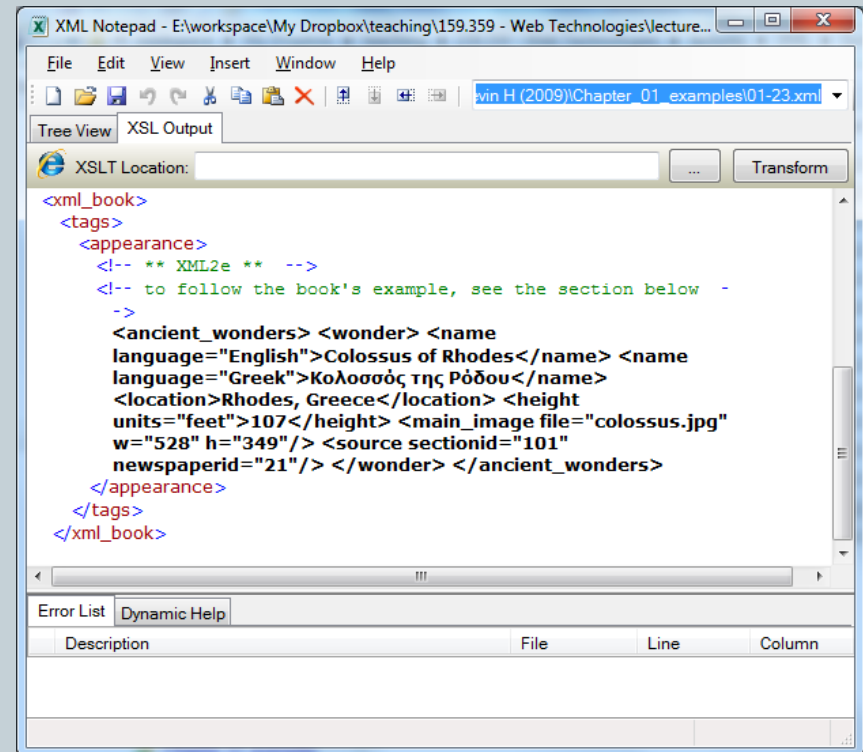 XML Notepad - E:\workspace\My Dropbox\teaching\159.359 - Web Technologies\lecture...
File Edit View Insert Window Help
evin H (2009)\Chapter_01_examples\01-23.xml
Tree View XSL Output
XSLT Location: ... Transform
<xml_book>
<tags>
<appearance>
<!-- ** XML2e ** -->
<!-- to follow the book's example, see the section below -
->
<ancient_wonders> <wonder> <name
language="English">Colossus of Rhodes</name> <name
language="Greek">Κολοσσός της Ρόδου</name>
<location>Rhodes, Greece</location> <height
units="feet">107</height> <main_image file="colossus.jpg"
w="528" h="349"/> <source sectionid="101"
newspaperid="21"/> </wonder> </ancient_wonders>
</appearance>
</tags>
</xml_book>
Error List Dynamic Help
Description File Line Column